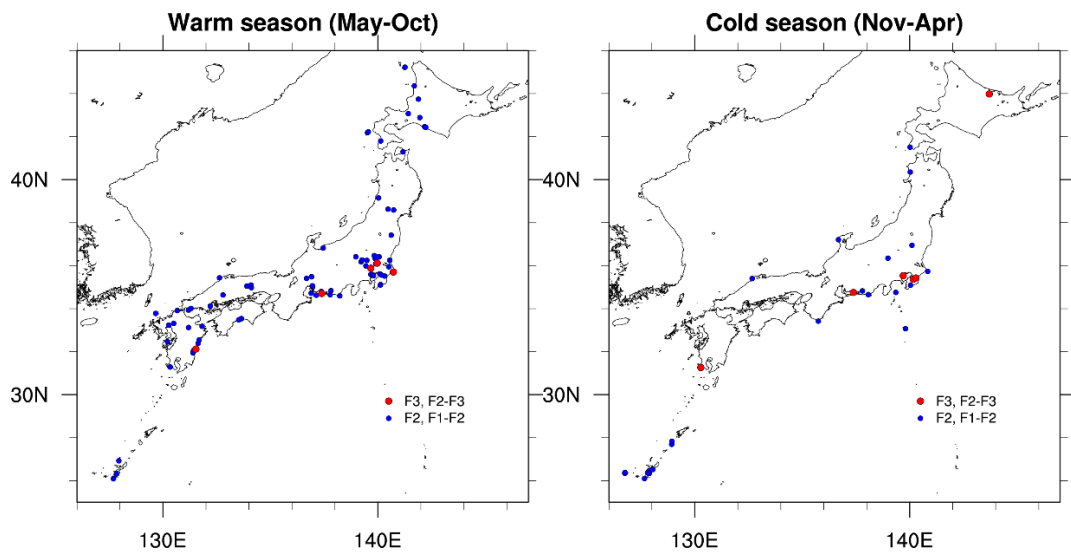 Warm season (May-Oct)
Cold season (Nov-Apr)
40N
30N
130E
140E
F3, F2-F3
F2, F1-F2
40N
30N
130E
140E
F3, F2-F3
F2, F1-F2